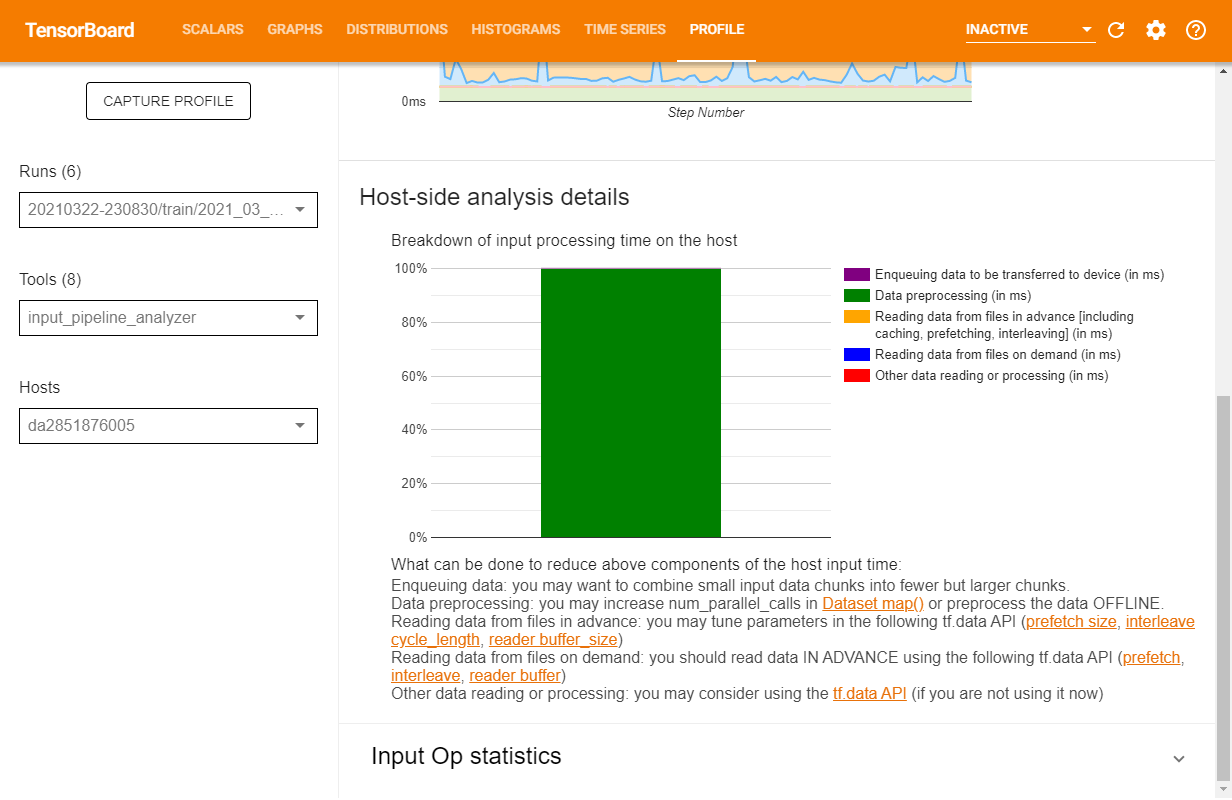 TensorBoard
SCALARS GRAPHS DISTRIBUTIONS HISTOGRAMS TIME SERIES PROFILE
INACTIVE
CAPTURE PROFILE
Runs (6)
20210322-230830/train/2021_03_...
Tools (8)
input_pipeline_analyzer
Hosts
da2851876005
0ms
Step Number
Host-side analysis details
Breakdown of input processing time on the host
100%
80%
60%
40%
20%
0%
Enqueuing data to be transferred to device (in ms)
Data preprocessing (in ms)
Reading data from files in advance [including
caching, prefetching, interleaving] (in ms)
Reading data from files on demand (in ms)
Other data reading or processing (in ms)
What can be done to reduce above components of the host input time:
Enqueuing data: you may want to combine small input data chunks into fewer but larger chunks.
Data preprocessing: you may increase num_parallel_calls in Dataset map() or preprocess the data OFFLINE.
Reading data from files in advance: you may tune parameters in the following tf.data API (prefetch size, interleave
cycle_length, reader buffer_size)
Reading data from files on demand: you should read data IN ADVANCE using the following tf.data API (prefetch,
interleave, reader buffer)
Other data reading or processing: you may consider using the tf.data API (if you are not using it now)
Input Op statistics